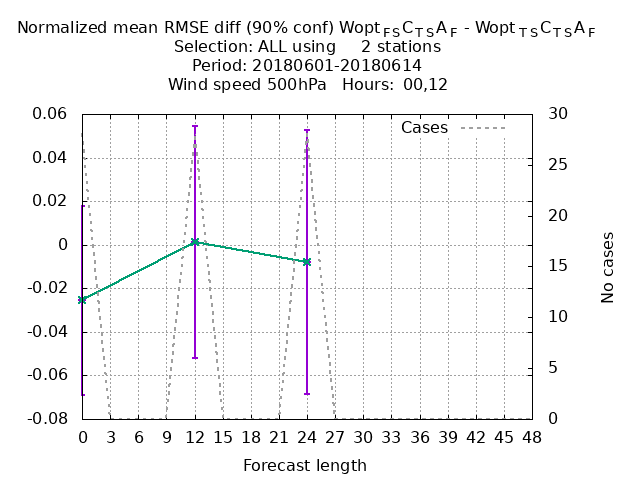 Normalized mean RMSE diff (90% conf) Wopt FS C TS A F - Wopt TS C TS A F
Selection: ALL using 2 stations
Period: 20180601-20180614
Wind speed 500hPa Hours: 00,12
Cases
0.06
0.04
0.02
0
-0.02
-0.04
-0.06
-0.08
30
25
20
15
10
5
0
No cases
0 3 6 9 12 15 18 21 24 27 30 33 36 39 42 45 48
Forecast length